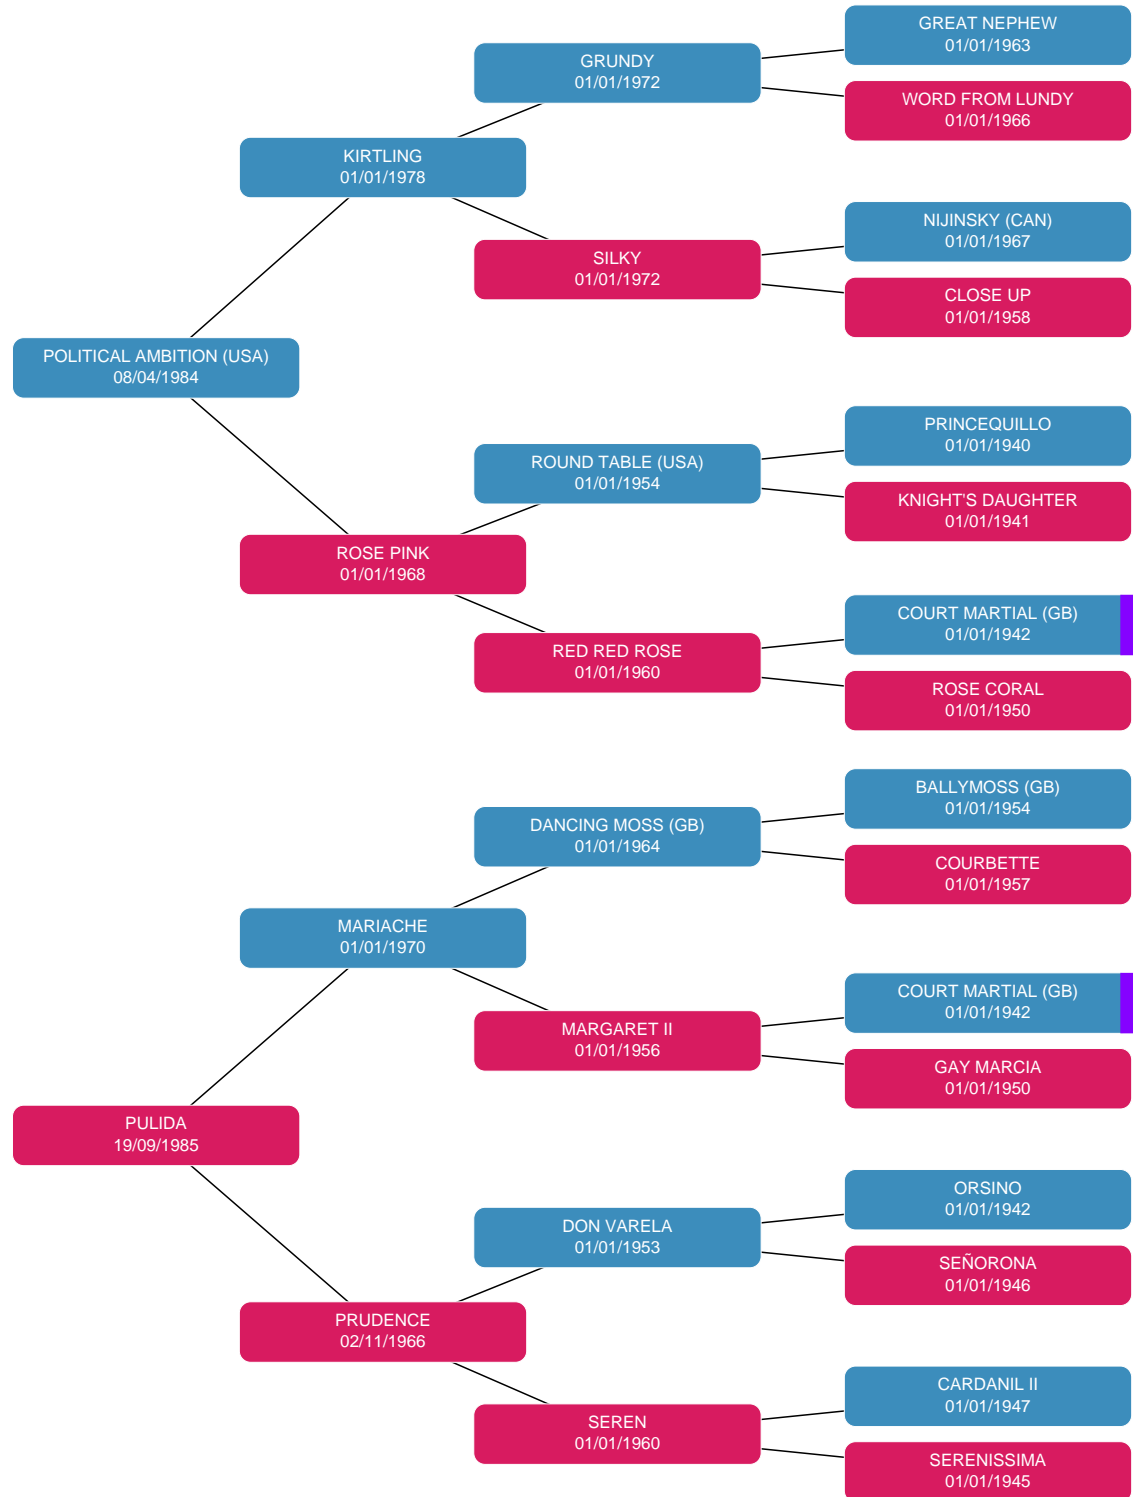 GREAT NEPHEW
01/01/1963
GRUNDY
01/01/1972
WORD FROM LUNDY
01/01/1966
KIRTLING
01/01/1978
NIJINSKY (CAN)
01/01/1967
SILKY
01/01/1972
CLOSE UP
01/01/1958
POLITICAL AMBITION (USA)
08/04/1984
PRINCEQUILLO
01/01/1940
ROUND TABLE (USA)
01/01/1954
KNIGHT'S DAUGHTER
01/01/1941
ROSE PINK
01/01/1968
COURT MARTIAL (GB)
01/01/1942
RED RED ROSE
01/01/1960
ROSE CORAL
01/01/1950
BALLYMOSS (GB)
01/01/1954
DANCING MOSS (GB)
01/01/1964
COURBETTE
01/01/1957
MARIACHE
01/01/1970
COURT MARTIAL (GB)
01/01/1942
MARGARET II
01/01/1956
GAY MARCIA
01/01/1950
PULIDA
19/09/1985
ORSINO
01/01/1942
DON VARELA
01/01/1953
SEÑORONA
01/01/1946
PRUDENCE
02/11/1966
CARDANIL II
01/01/1947
SEREN
01/01/1960
SERENISSIMA
01/01/1945